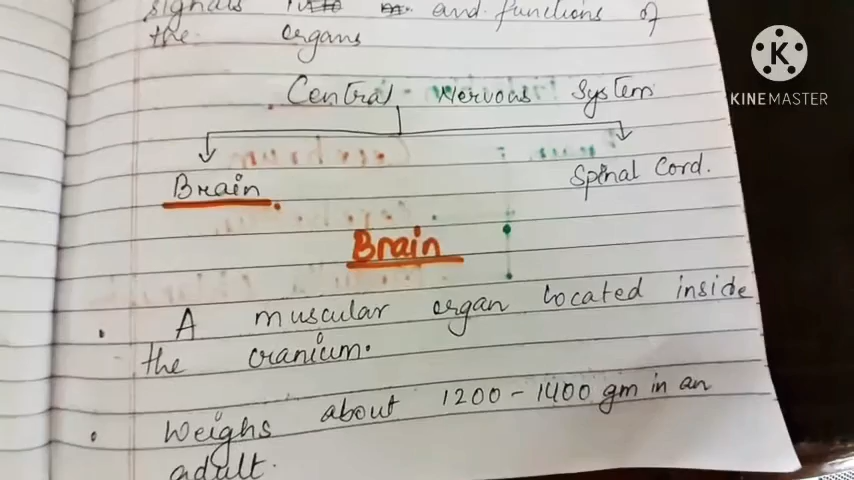 signals and functions of
the organs
Central Nervous System
Brain Spinal Cord.
Brain
• A muscular organ located inside
the cranium.
• Weighs about 1200 - 1400 gm in an
adult.
K
KINEMASTER